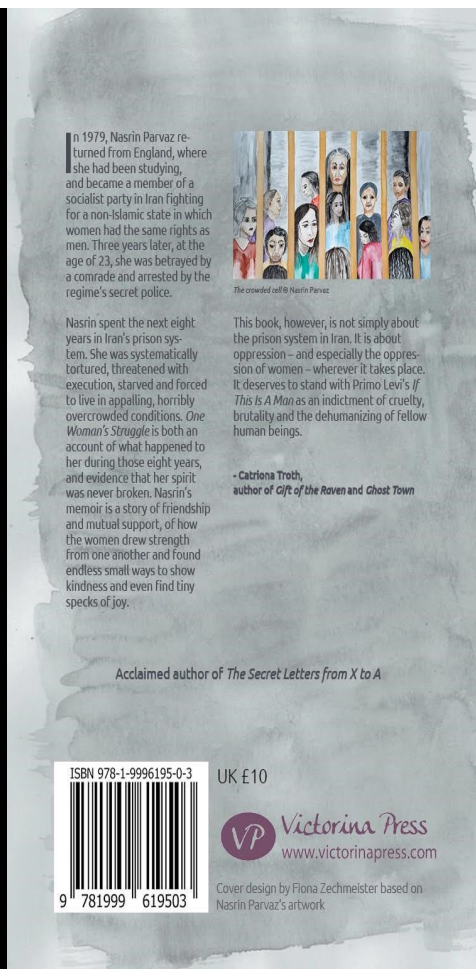 In 1979, Nasrin Parvaz re-
turned from England, where
she had been studying,
and became a member of a
socialist party in Iran fighting
for a non-Islamic state in which
women had the same rights as
men. Three years later, at the
age of 23, she was betrayed by
a comrade and arrested by the
regime's secret police.
Nasrin spent the next eight
years in Iran's prison sys-
tem. She was systematically
tortured, threatened with
execution, starved and forced
to live in appalling, horribly
overcrowded conditions. One
Woman's Struggle is both an
account of what happened to
her during those eight years,
and evidence that her spirit
was never broken. Nasrin's
memoir is a story of friendship
and mutual support, of how
the women drew strength
from one another and found
endless small ways to show
kindness and even find tiny
specks of joy.
The crowded cell © Nasrin Parvaz
This book, however, is not simply about
the prison system in Iran. It is about
oppression – and especially the oppres-
sion of women – wherever it takes place.
It deserves to stand with Primo Levi's If
This Is A Man as an indictment of cruelty,
brutality and the dehumanizing of fellow
human beings.
- Catriona Troth,
author of Gift of the Raven and Ghost Town
Acclaimed author of The Secret Letters from X to A
ISBN 978-1-9996195-0-3
9 781999 619503
UK £10
VP
Victorina Press
www.victorinapress.com
Cover design by Fiona Zechmeister based on
Nasrin Parvaz's artwork